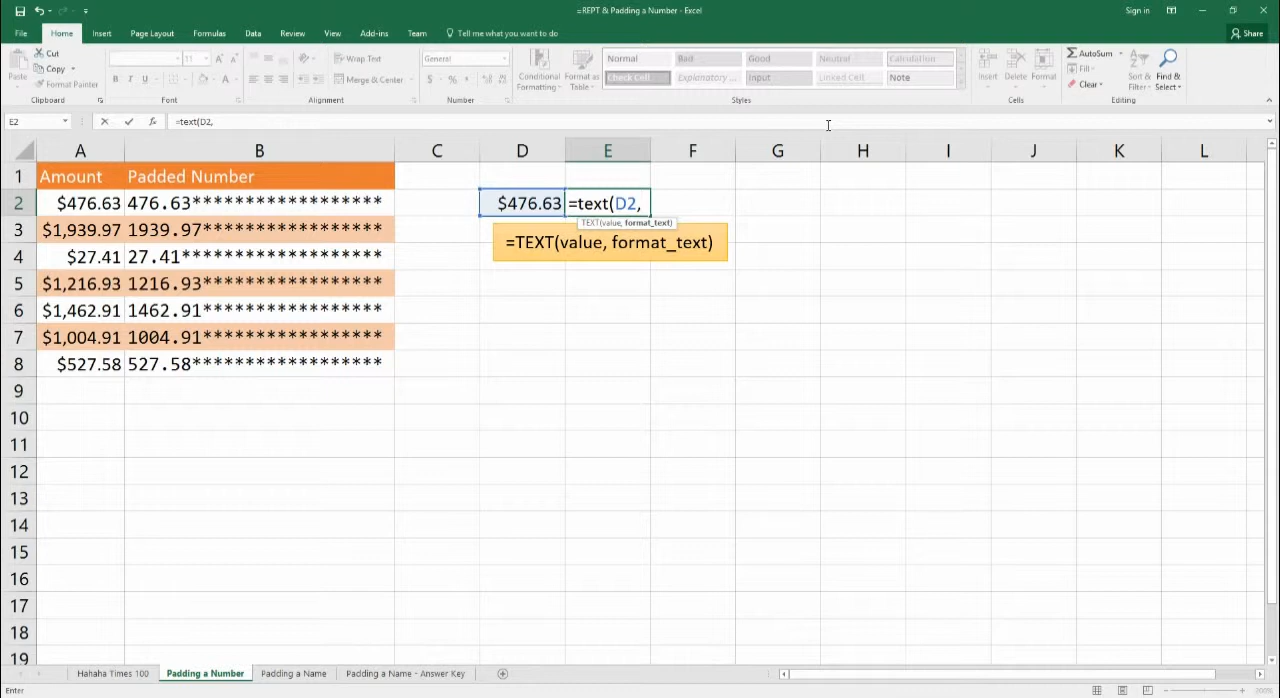 =REPT & Padding a Number - Excel
Sign in
File Home Insert Page Layout Formulas Data Review View Add-ins Team Tell me what you want to do Share
Cut
Copy
Format Painter
Paste
Clipboard
11
B I U
Font
Wrap Text
Merge & Center
Alignment
General
$ % ,
Number
Conditional Formatting
Format as Table
Normal Bad Good Neutral Calculation
Check Cell Explanatory ... Input Linked Cell Note
Styles
Insert Delete Format
Cells
AutoSum
Fill
Clear
Sort & Filter
Find & Select
Editing
E2 fx =text(D2,
A B C D E F G H I J K L
1 Amount Padded Number
2 $476.63 476.63****************** $476.63 =text(D2,
TEXT(value, format_text)
3 $1,939.97 1939.97*****************
=TEXT(value, format_text)
4 $27.41 27.41*******************
5 $1,216.93 1216.93*****************
6 $1,462.91 1462.91*****************
7 $1,004.91 1004.91*****************
8 $527.58 527.58******************
9
10
11
12
13
14
15
16
17
18
19
Hahaha Times 100 Padding a Number Padding a Name Padding a Name - Answer Key
Enter
200%